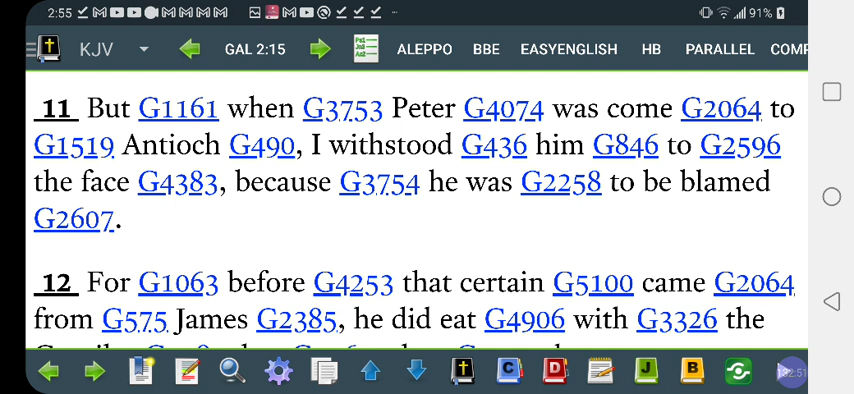 2:55 91%
KJV GAL 2:15 ALEPPO BBE EASYENGLISH HB PARALLEL COMP
11 But G1161 when G3753 Peter G4074 was come G2064 to
G1519 Antioch G490, I withstood G436 him G846 to G2596
the face G4383, because G3754 he was G2258 to be blamed
G2607.
12 For G1063 before G4253 that certain G5100 came G2064
from G575 James G2385, he did eat G4906 with G3326 the
C D J B